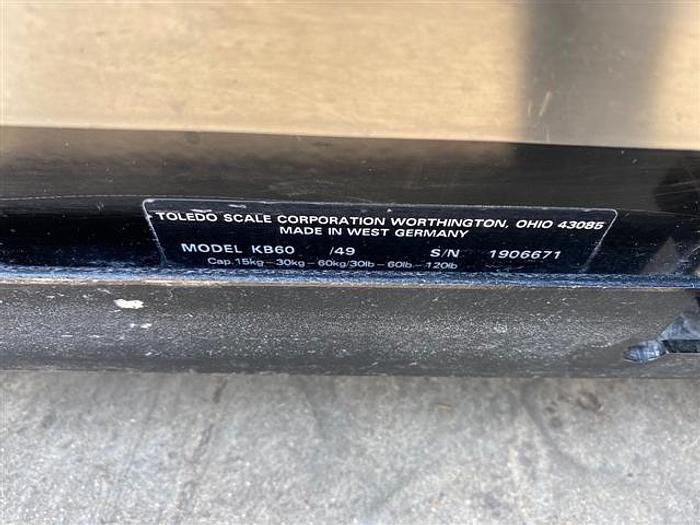 TOLEDO SCALE CORPORATION WORTHINGTON, OHIO 43085
MADE IN WEST GERMANY
MODEL KB60 /49 S/N 1906671
Cap. 15kg – 30kg – 60kg/30lb – 60lb – 120lb